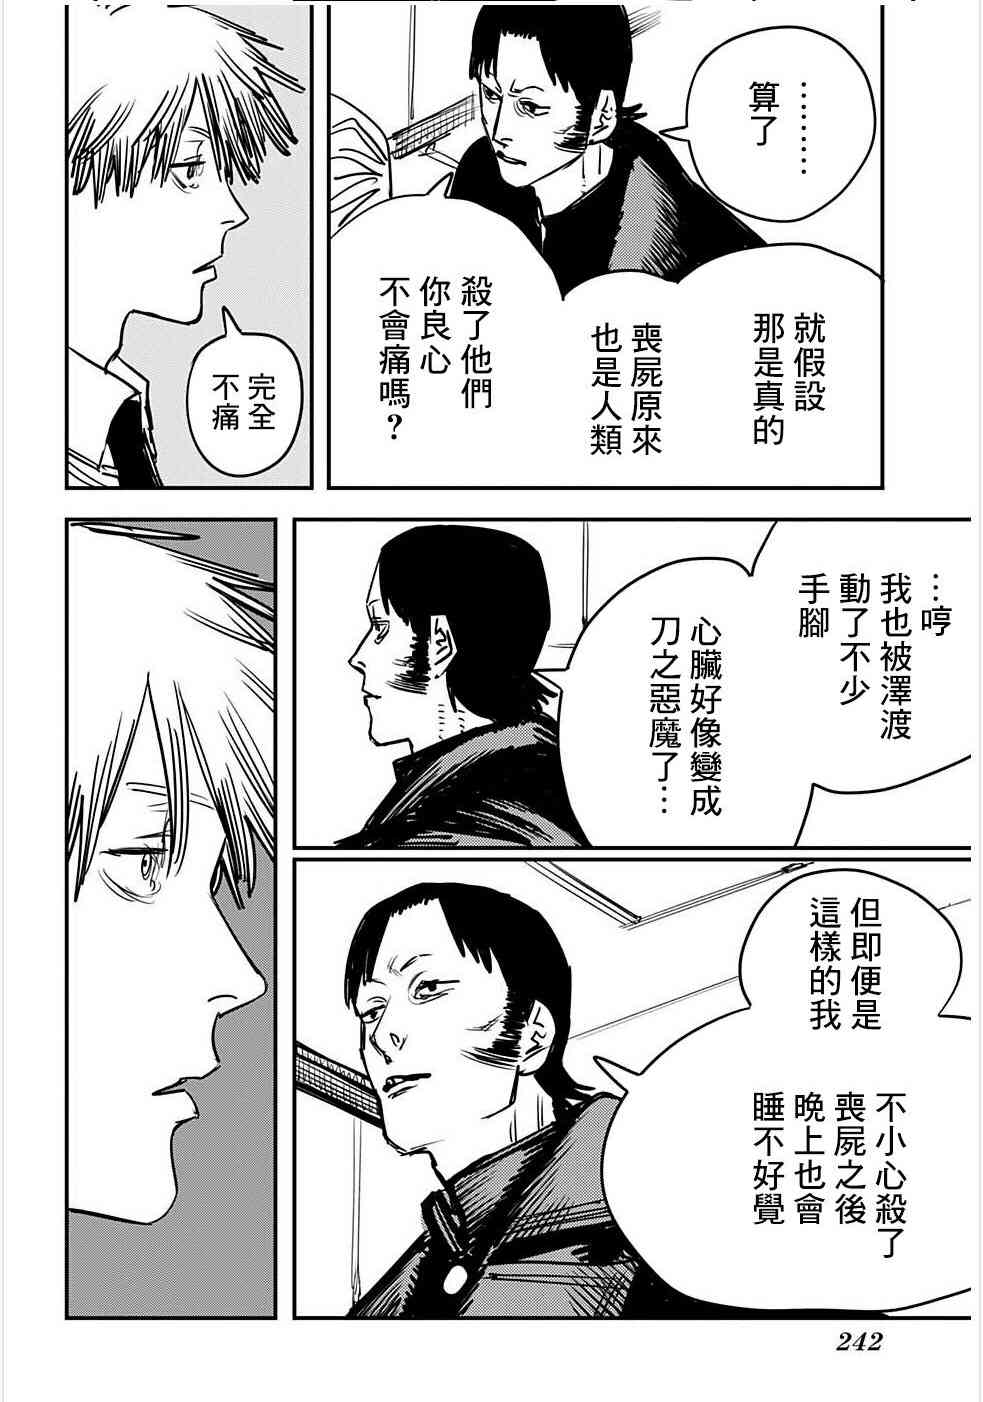 ………
算了
就假設
那是真的
喪屍原來
也是人類
殺了他們
你良心
不會痛嗎?
完全
不痛
…哼
我也被澤渡
動了不少
手腳
心臟好像變成
刀之惡魔了…
但即便是
這樣的我
不小心殺了
喪屍之後
晚上也會
睡不好覺
242